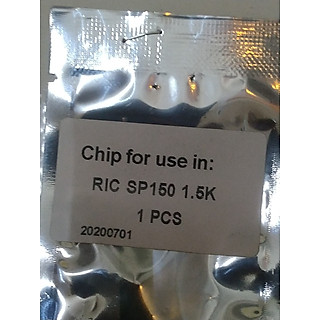 Chip for use in:
RIC SP150 1.5K
1 PCS
20200701